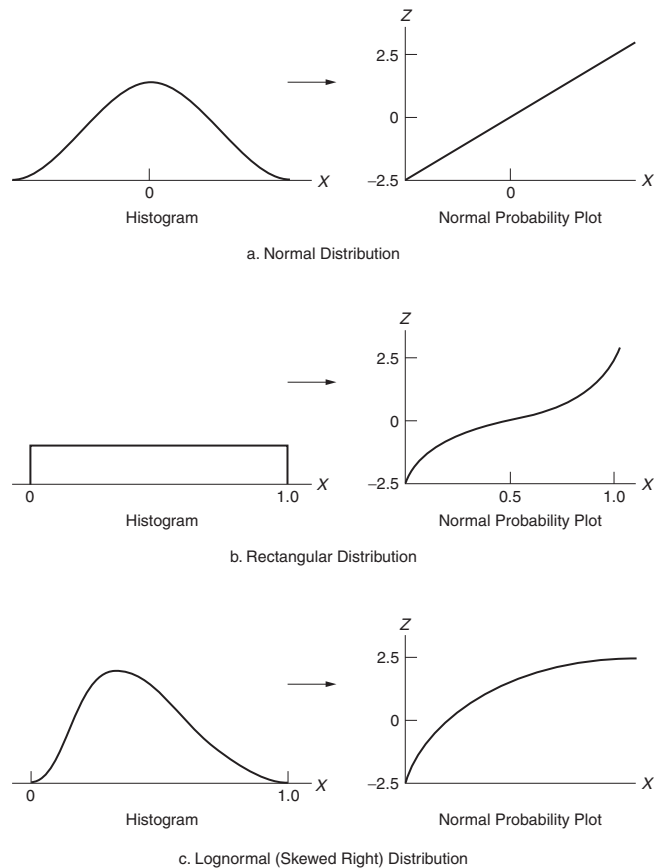 Z
2.5
0
−2.5
X
0
Histogram
X
0
Normal Probability Plot
a. Normal Distribution
Z
2.5
0
−2.5
X
0
1.0
Histogram
X
0.5
1.0
Normal Probability Plot
b. Rectangular Distribution
Z
2.5
0
−2.5
X
0
1.0
Histogram
X
Normal Probability Plot
c. Lognormal (Skewed Right) Distribution